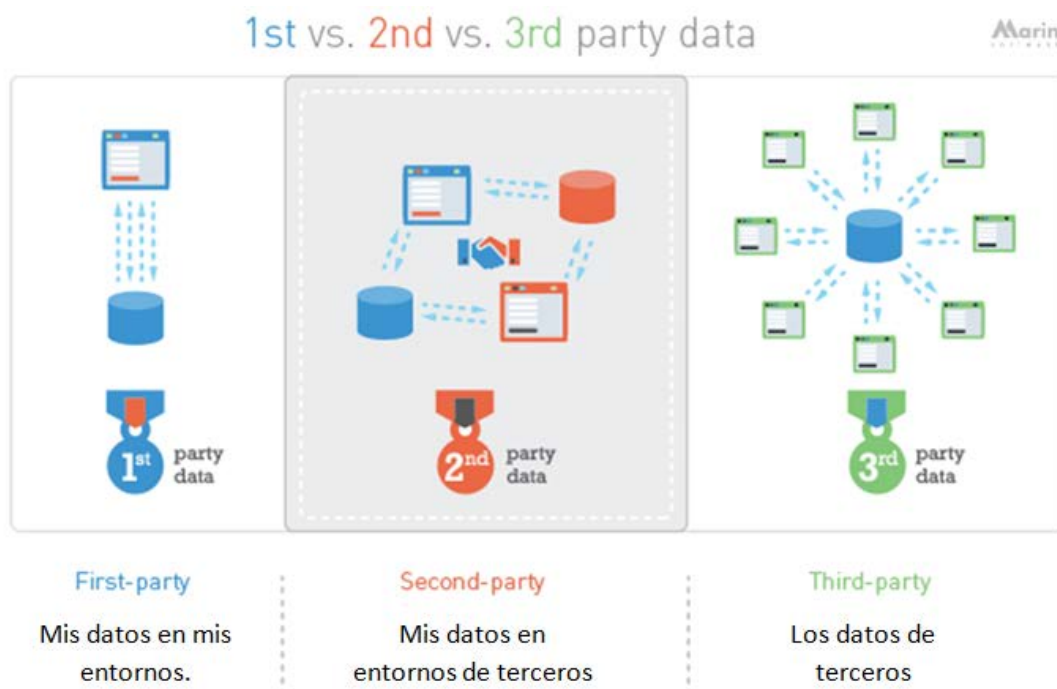 1st vs. 2nd vs. 3rd party data
Marin
1st
party
data
2nd
party
data
3rd
party
data
First-party
Second-party
Third-party
Mis datos en mis
entornos.
Mis datos en
entornos de terceros
Los datos de
terceros